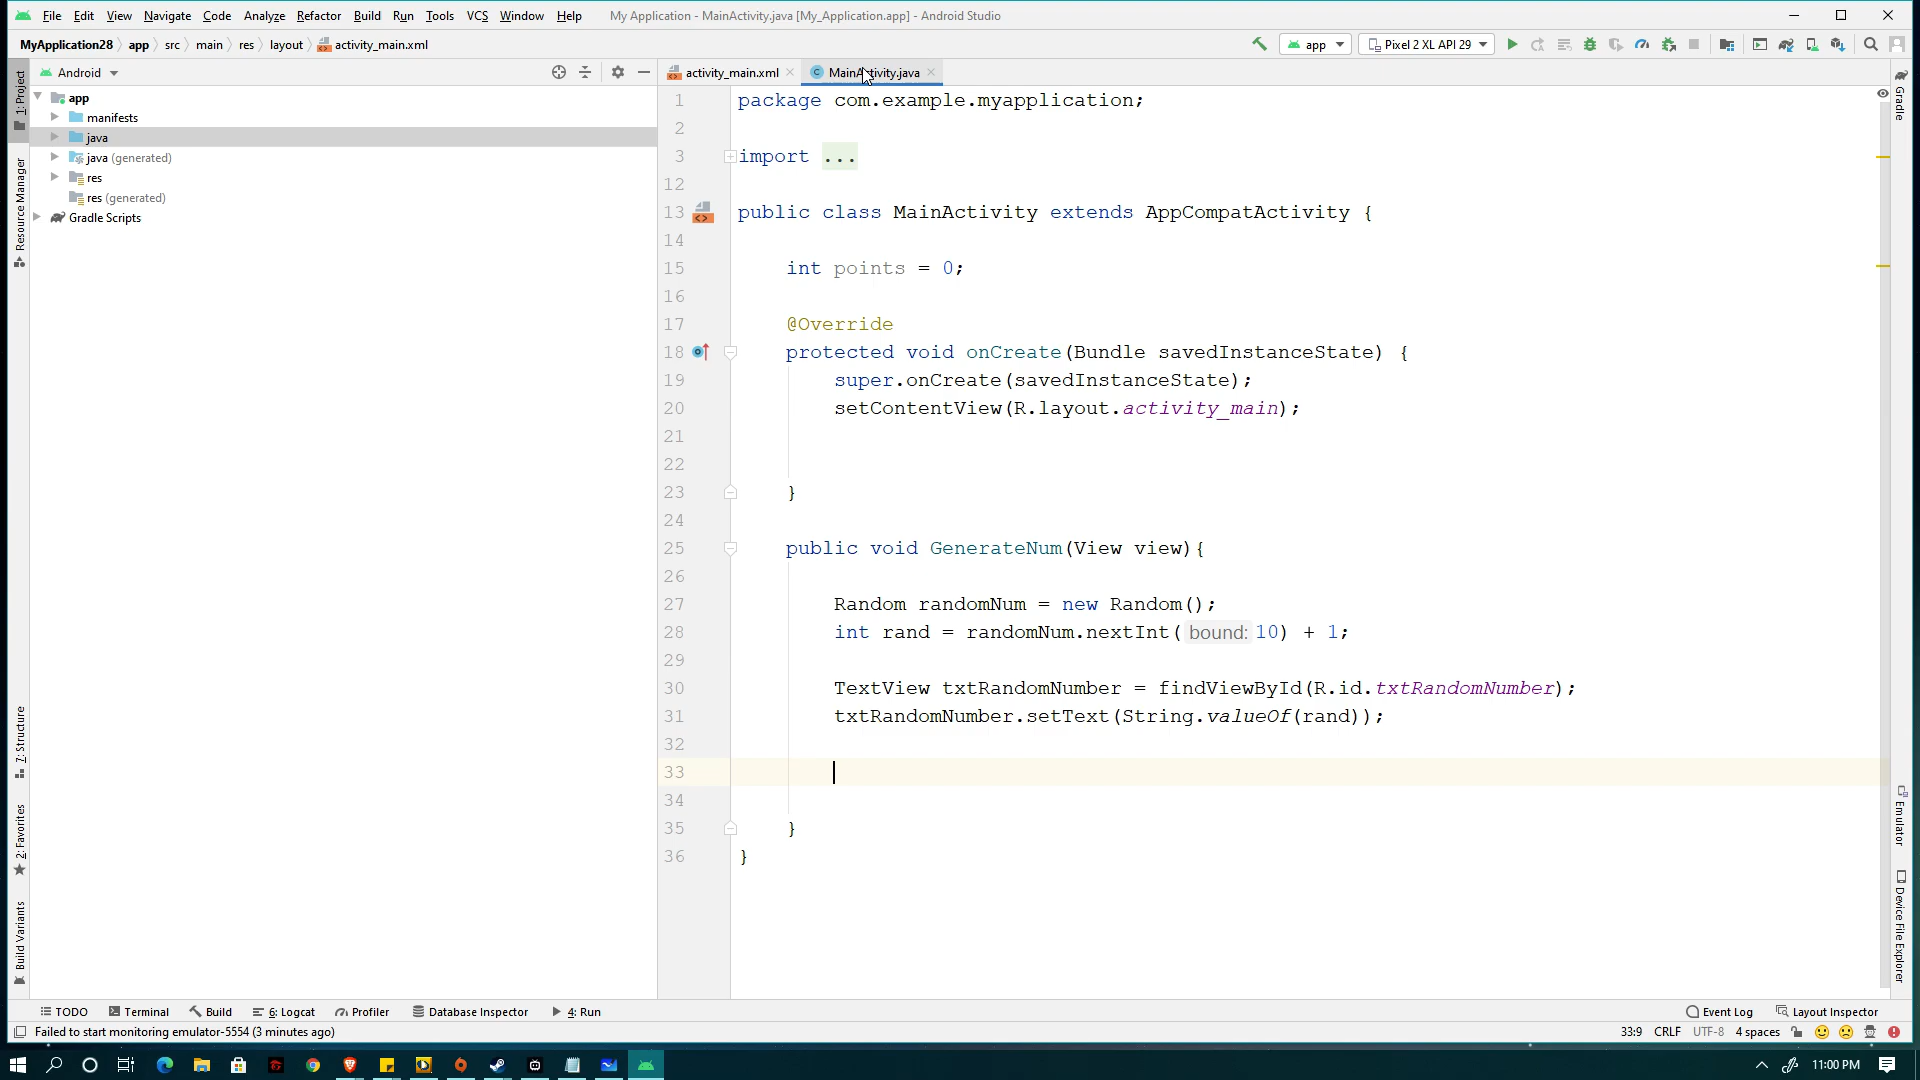 File Edit View Navigate Code Analyze Refactor Build Run Tools VCS Window Help My Application - MainActivity.java [My_Application.app] - Android Studio
MyApplication28 app src main res layout activity_main.xml app Pixel 2 XL API 29
Android activity_main.xml MainActivity.java
app
manifests
java
java (generated)
res
res (generated)
Gradle Scripts
1: Project
Resource Manager
7: Structure
2: Favorites
Build Variants
1 package com.example.myapplication;
2
3 import ...
12
13 public class MainActivity extends AppCompatActivity {
14
15 int points = 0;
16
17 @Override
18 protected void onCreate(Bundle savedInstanceState) {
19 super.onCreate(savedInstanceState);
20 setContentView(R.layout.activity_main);
21
22
23 }
24
25 public void GenerateNum(View view){
26
27 Random randomNum = new Random();
28 int rand = randomNum.nextInt( bound: 10) + 1;
29
30 TextView txtRandomNumber = findViewById(R.id.txtRandomNumber);
31 txtRandomNumber.setText(String.valueOf(rand));
32
33
34
35 }
36 }
Gradle
Emulator
Device File Explorer
TODO Terminal Build 6: Logcat Profiler Database Inspector 4: Run Event Log Layout Inspector
Failed to start monitoring emulator-5554 (3 minutes ago) 33:9 CRLF UTF-8 4 spaces
11:00 PM